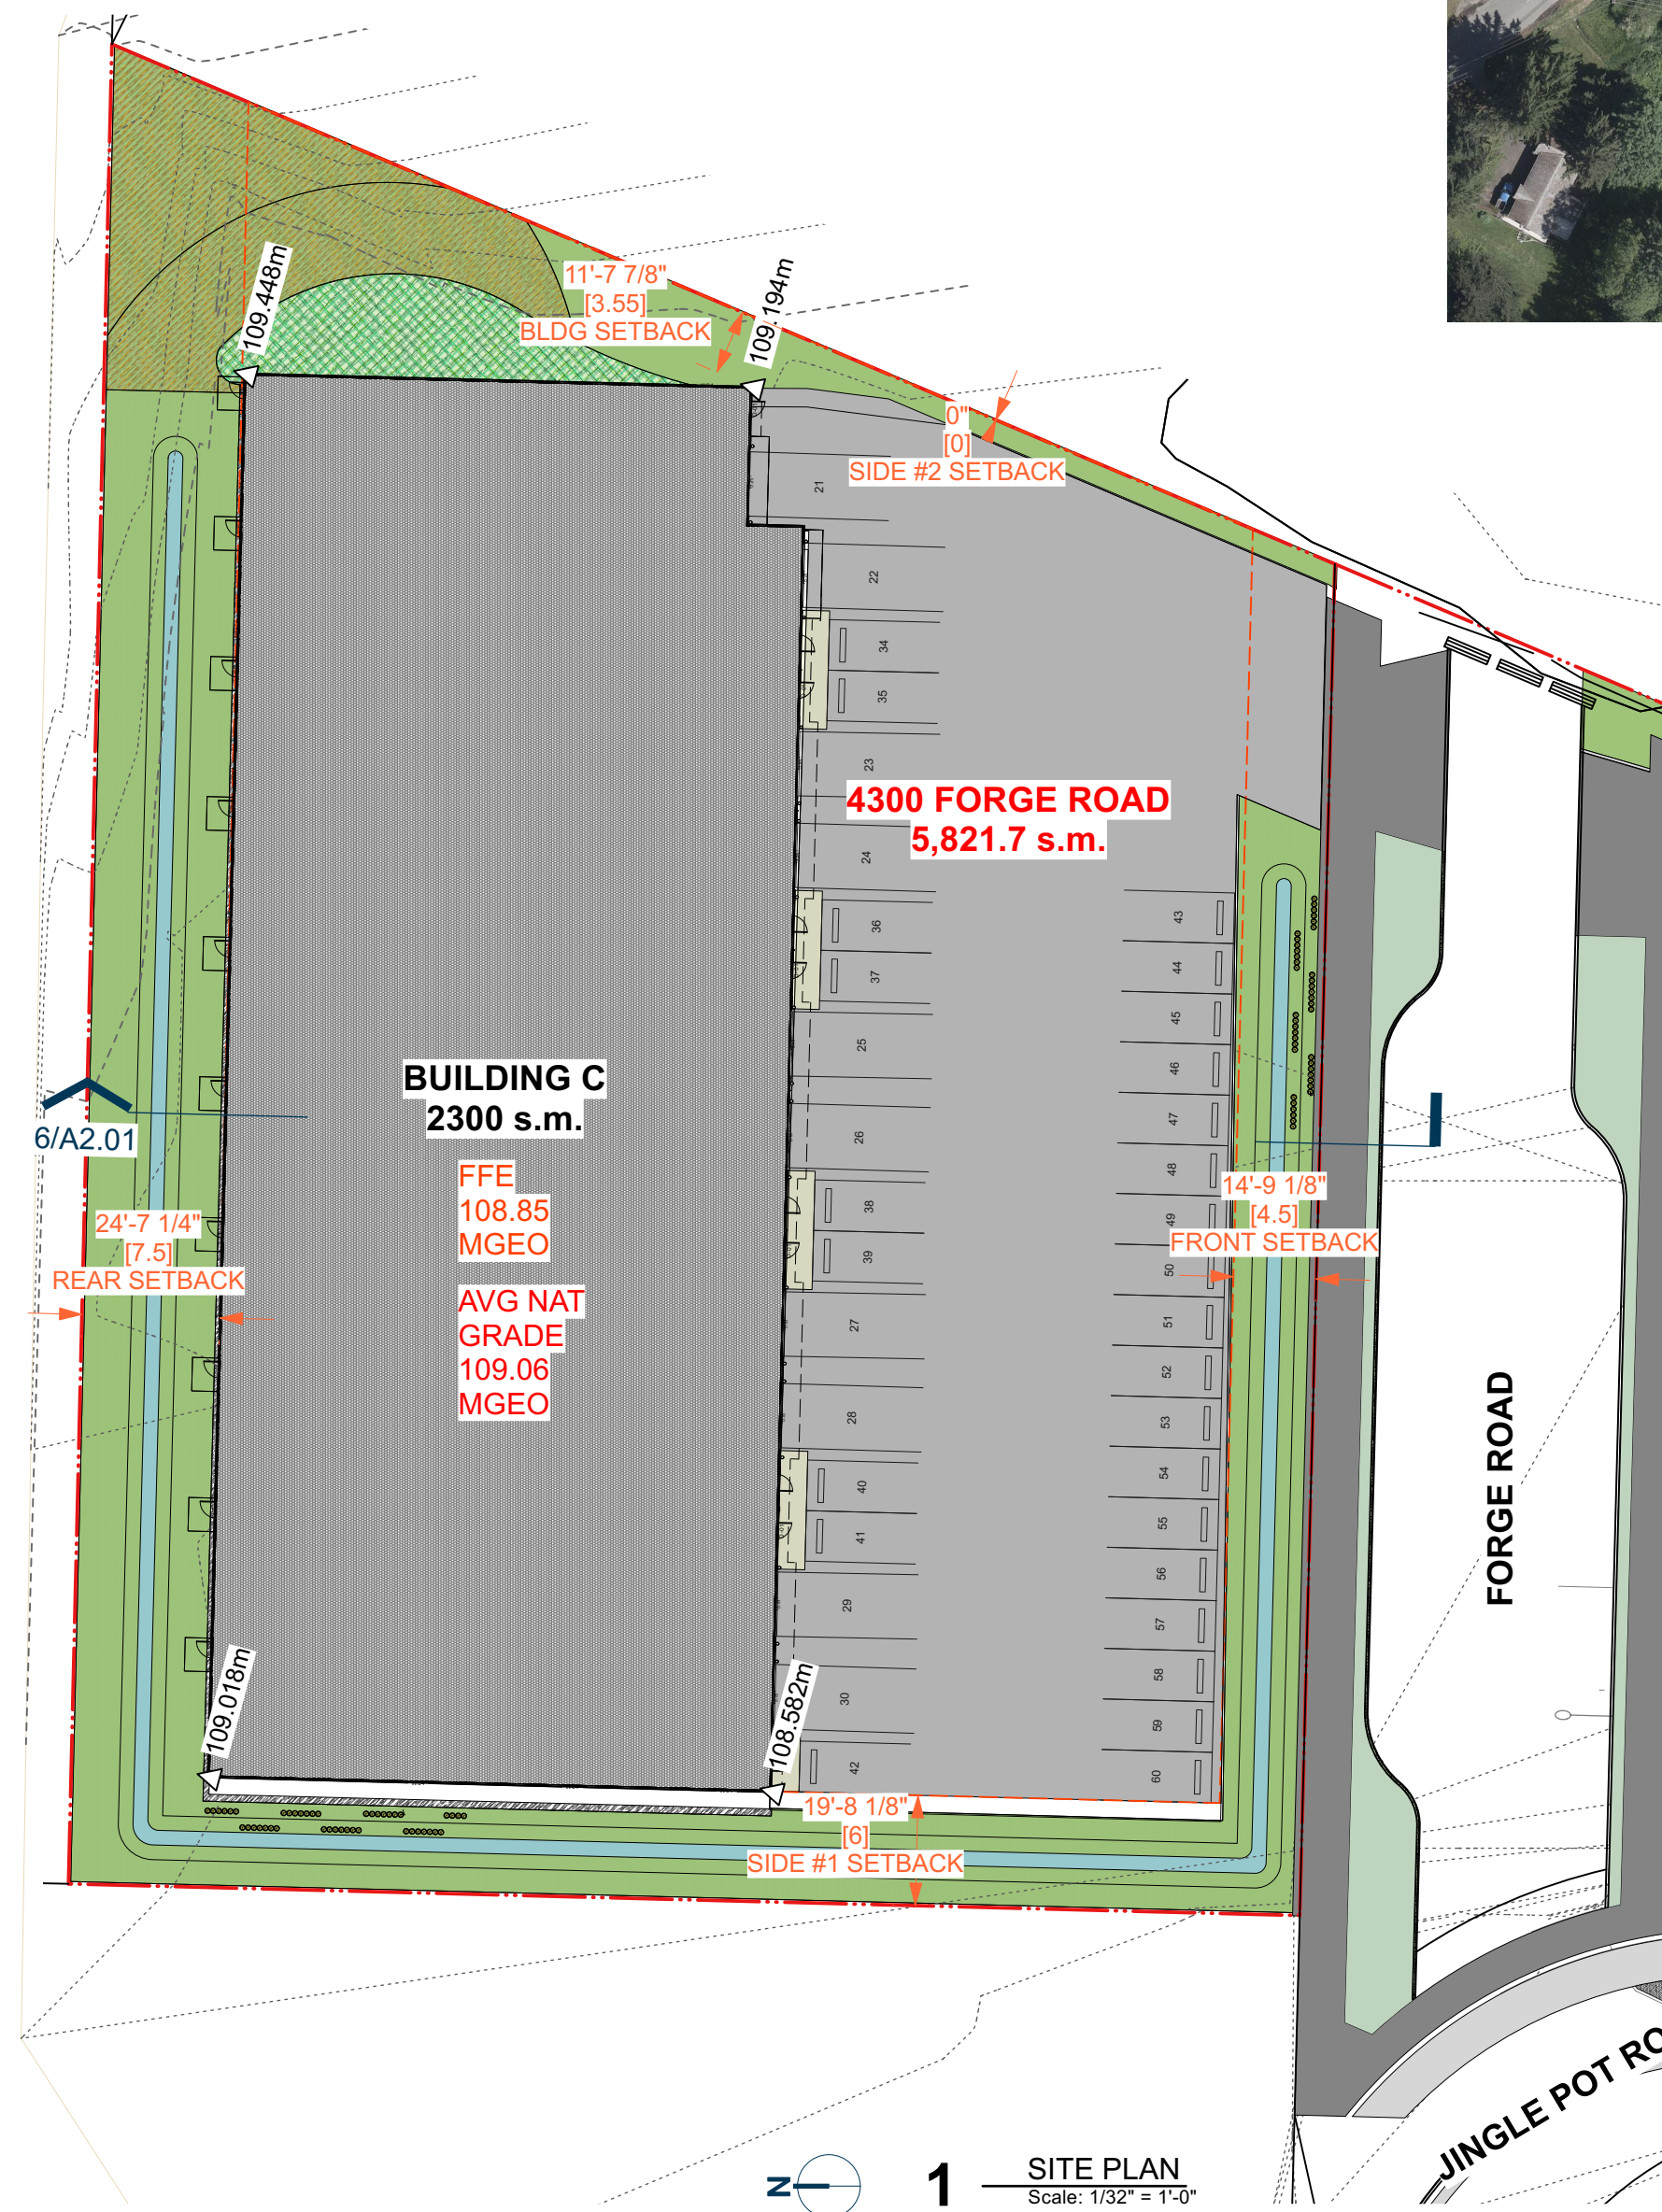 109.448m
11'-7 7/8"
[3.55]
BLDG SETBACK
109.194m
0"
[0]
SIDE #2 SETBACK
21
22
34
35
23
4300 FORGE ROAD
5,821.7 s.m.
24
36
37
25
26
38
39
27
28
40
41
29
30
42
43
44
45
46
47
48
49
50
51
52
53
54
55
56
57
58
59
60
BUILDING C
2300 s.m.
FFE
108.85
MGEO
AVG NAT
GRADE
109.06
MGEO
6/A2.01
24'-7 1/4"
[7.5]
REAR SETBACK
14'-9 1/8"
[4.5]
FRONT SETBACK
FORGE ROAD
109.018m
108.582m
19'-8 1/8"
[6]
SIDE #1 SETBACK
JINGLE POT RO
N
1
SITE PLAN
Scale: 1/32" = 1'-0"